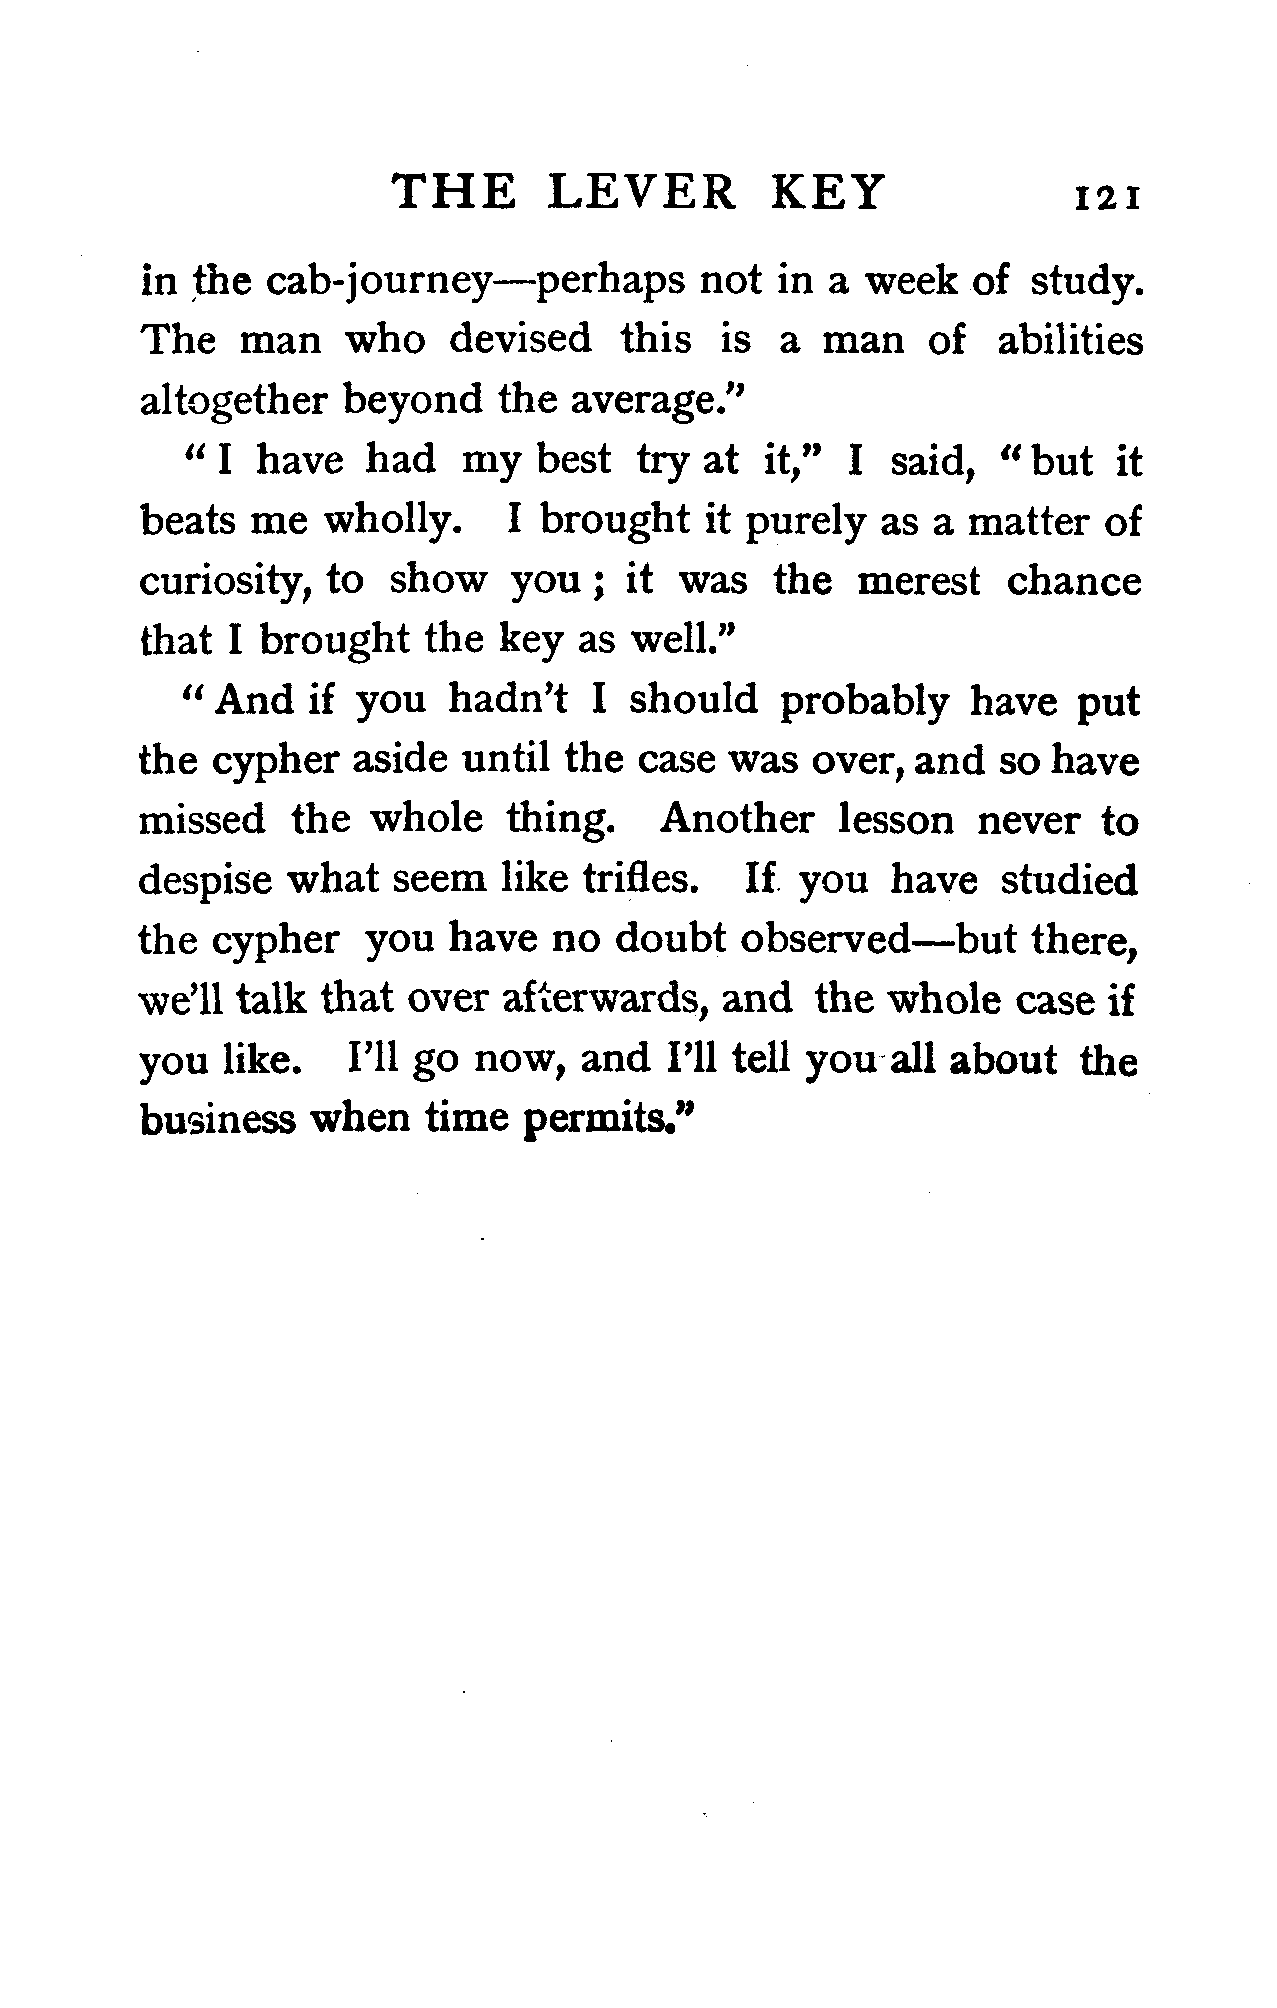 THE LEVER KEY 121
in the cab-journey—perhaps not in a week of study.
The man who devised this is a man of abilities
altogether beyond the average."
"I have had my best try at it," I said, "but it
beats me wholly. I brought it purely as a matter of
curiosity, to show you; it was the merest chance
that I brought the key as well."
"And if you hadn't I should probably have put
the cypher aside until the case was over, and so have
missed the whole thing. Another lesson never to
despise what seem like trifles. If you have studied
the cypher you have no doubt observed—but there,
we'll talk that over afterwards, and the whole case if
you like. I'll go now, and I'll tell you all about the
business when time permits."